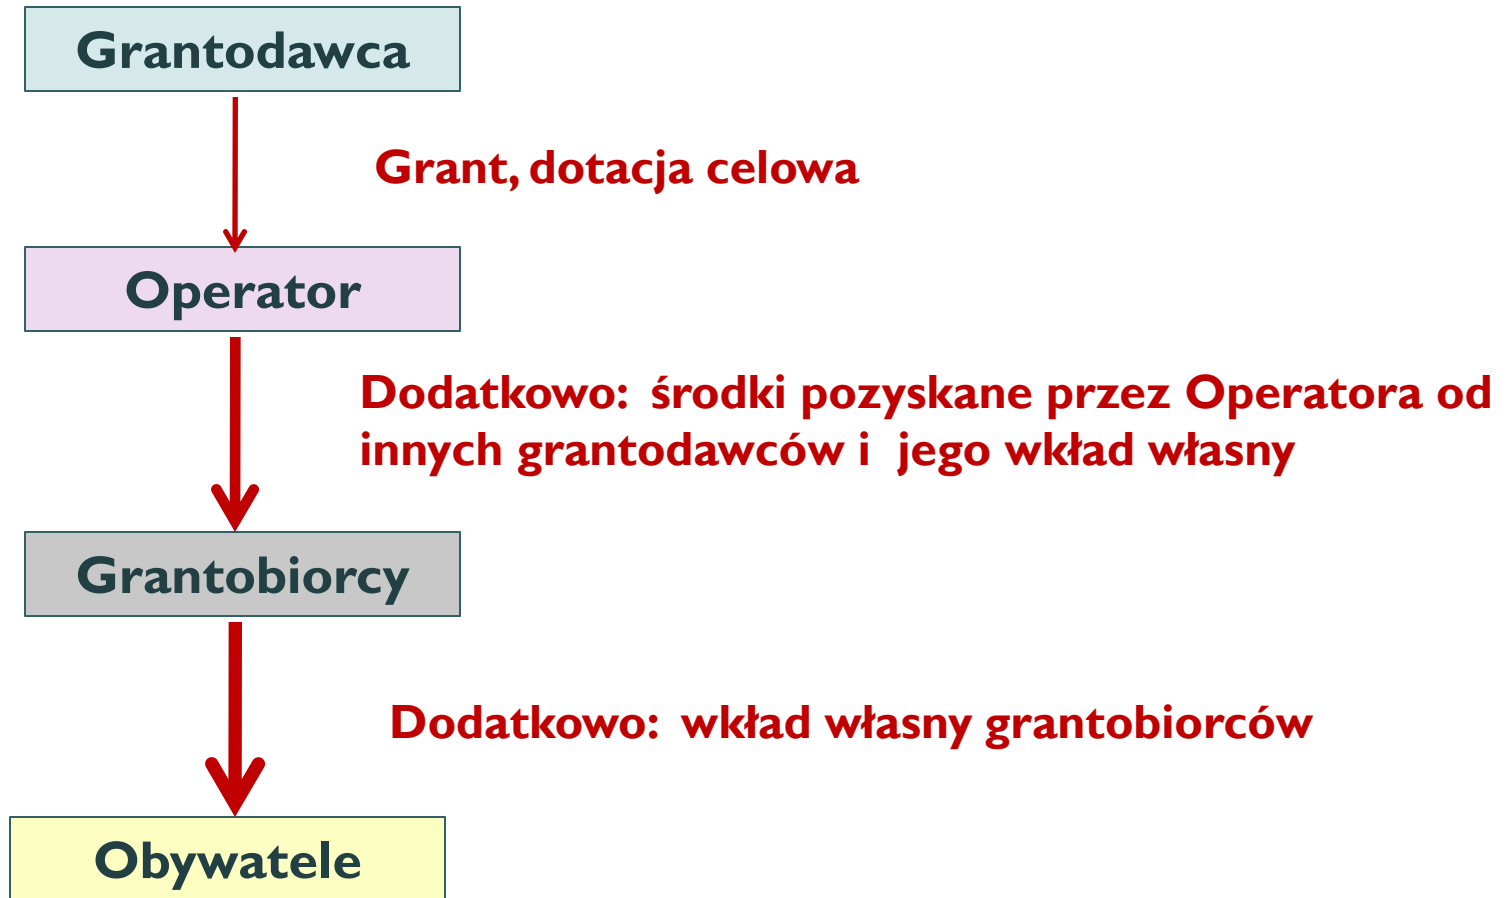 Grantodawca
Grant, dotacja celowa
Operator
Dodatkowo: środki pozyskane przez Operatora od
innych grantodawców i jego wkład własny
Grantobiorcy
Dodatkowo: wkład własny grantobiorców
Obywatele